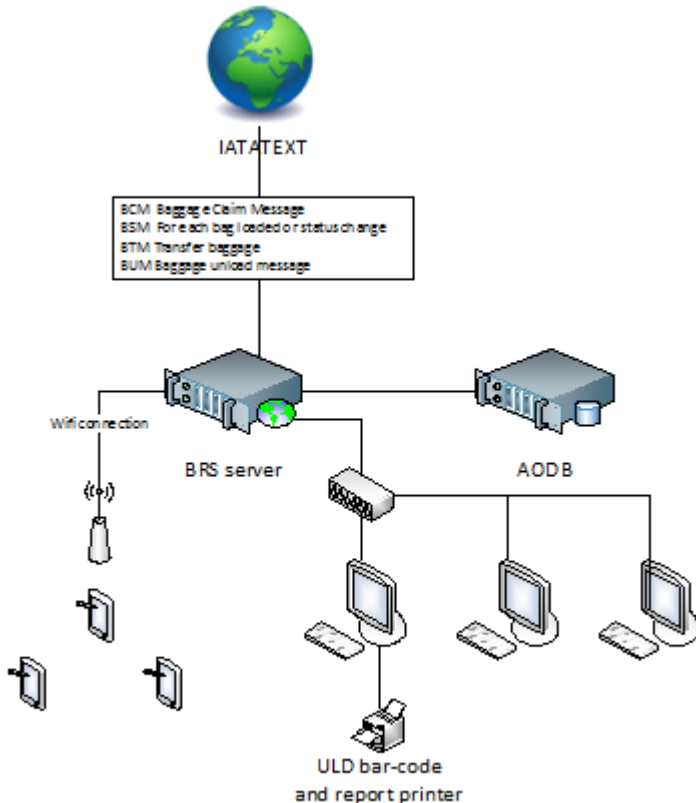 IATATEXT
BCM Baggage Claim Message
BSM For each bag loaded or status change
BTM Transfer baggage
BUM Baggage unload message
Wifi connection
BRS server
AODB
ULD bar-code
and report printer